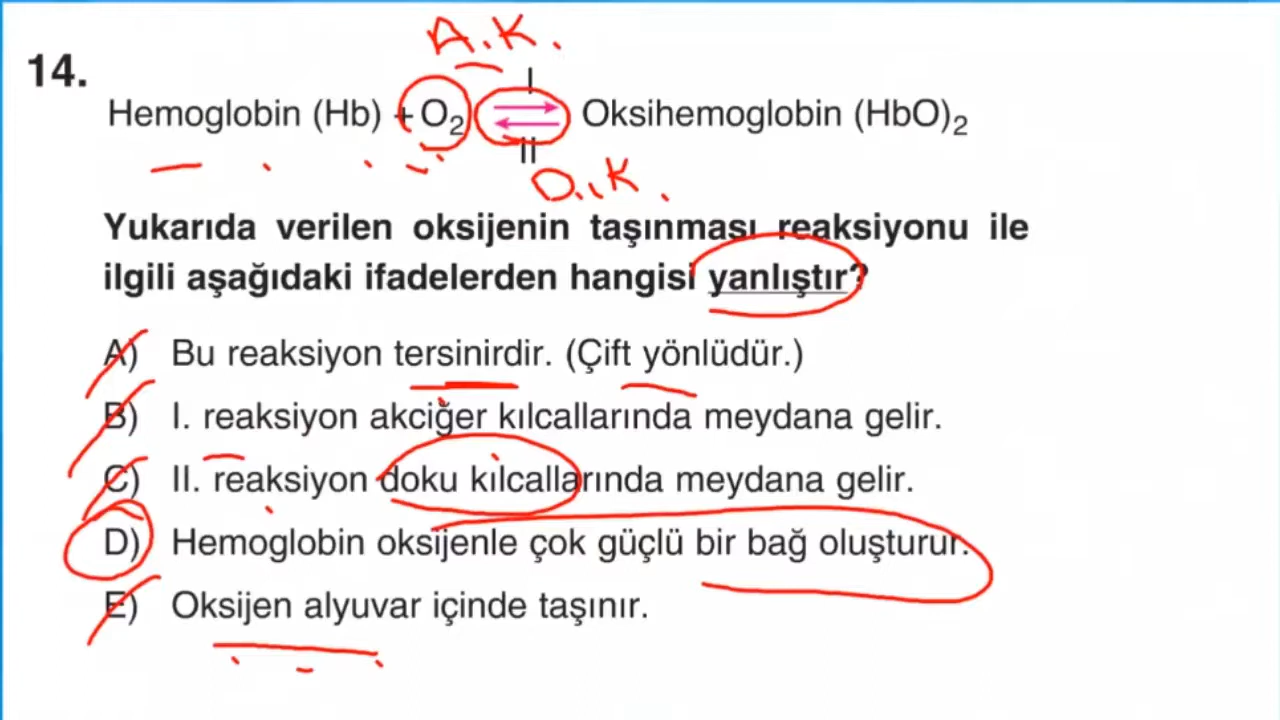 A.K.
14.
I
Hemoglobin (Hb) + O₂ ⇄ Oksihemoglobin (HbO)₂
II
D.K.
Yukarıda verilen oksijenin taşınması reaksiyonu ile
ilgili aşağıdaki ifadelerden hangisi yanlıştır?
A) Bu reaksiyon tersinirdir. (Çift yönlüdür.)
B) I. reaksiyon akciğer kılcallarında meydana gelir.
C) II. reaksiyon doku kılcallarında meydana gelir.
D) Hemoglobin oksijenle çok güçlü bir bağ oluşturur.
E) Oksijen alyuvar içinde taşınır.